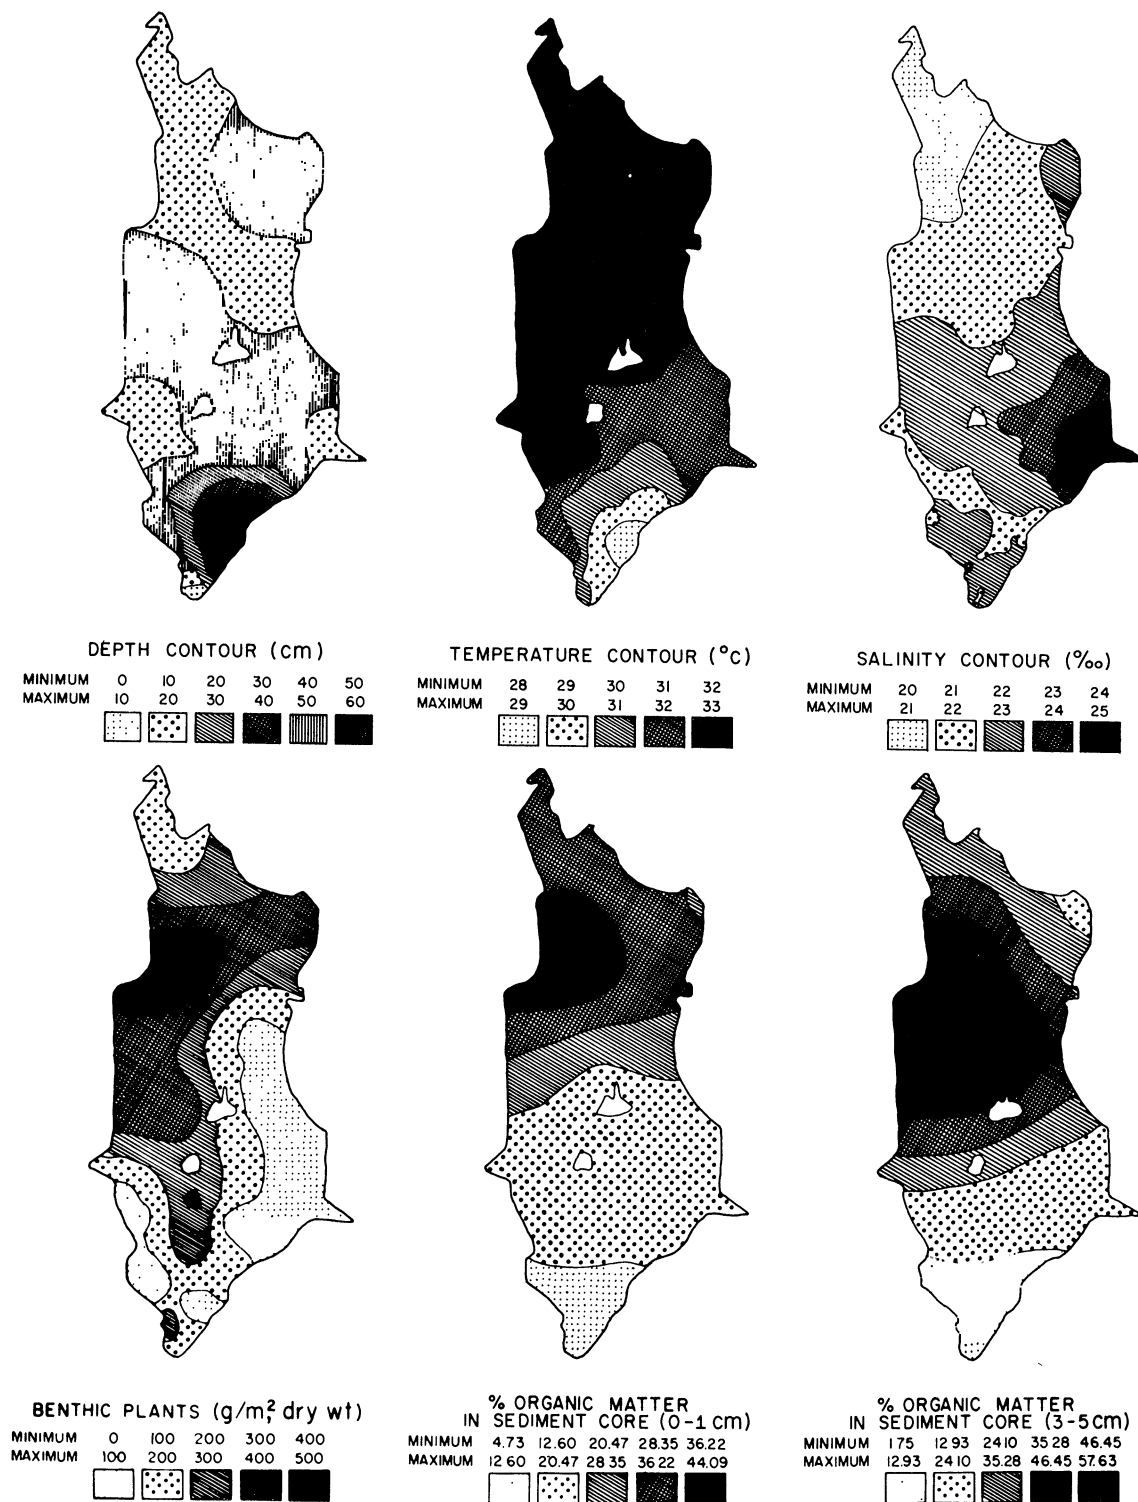 DEPTH CONTOUR (cm)
MINIMUM 0 10 20 30 40 50
MAXIMUM 10 20 30 40 50 60
TEMPERATURE CONTOUR (°C)
MINIMUM 28 29 30 31 32
MAXIMUM 29 30 31 32 33
SALINITY CONTOUR (‰)
MINIMUM 20 21 22 23 24
MAXIMUM 21 22 23 24 25
BENTHIC PLANTS (g/m², dry wt)
MINIMUM 0 100 200 300 400
MAXIMUM 100 200 300 400 500
% ORGANIC MATTER
IN SEDIMENT CORE (0-1 cm)
MINIMUM 4.73 12.60 20.47 28.35 36.22
MAXIMUM 12 60 20.47 28 35 36 22 44.09
% ORGANIC MATTER
IN SEDIMENT CORE (3-5 cm)
MINIMUM 1 75 12 93 24 10 35 28 46.45
MAXIMUM 12.93 24 10 35.28 46.45 57.63